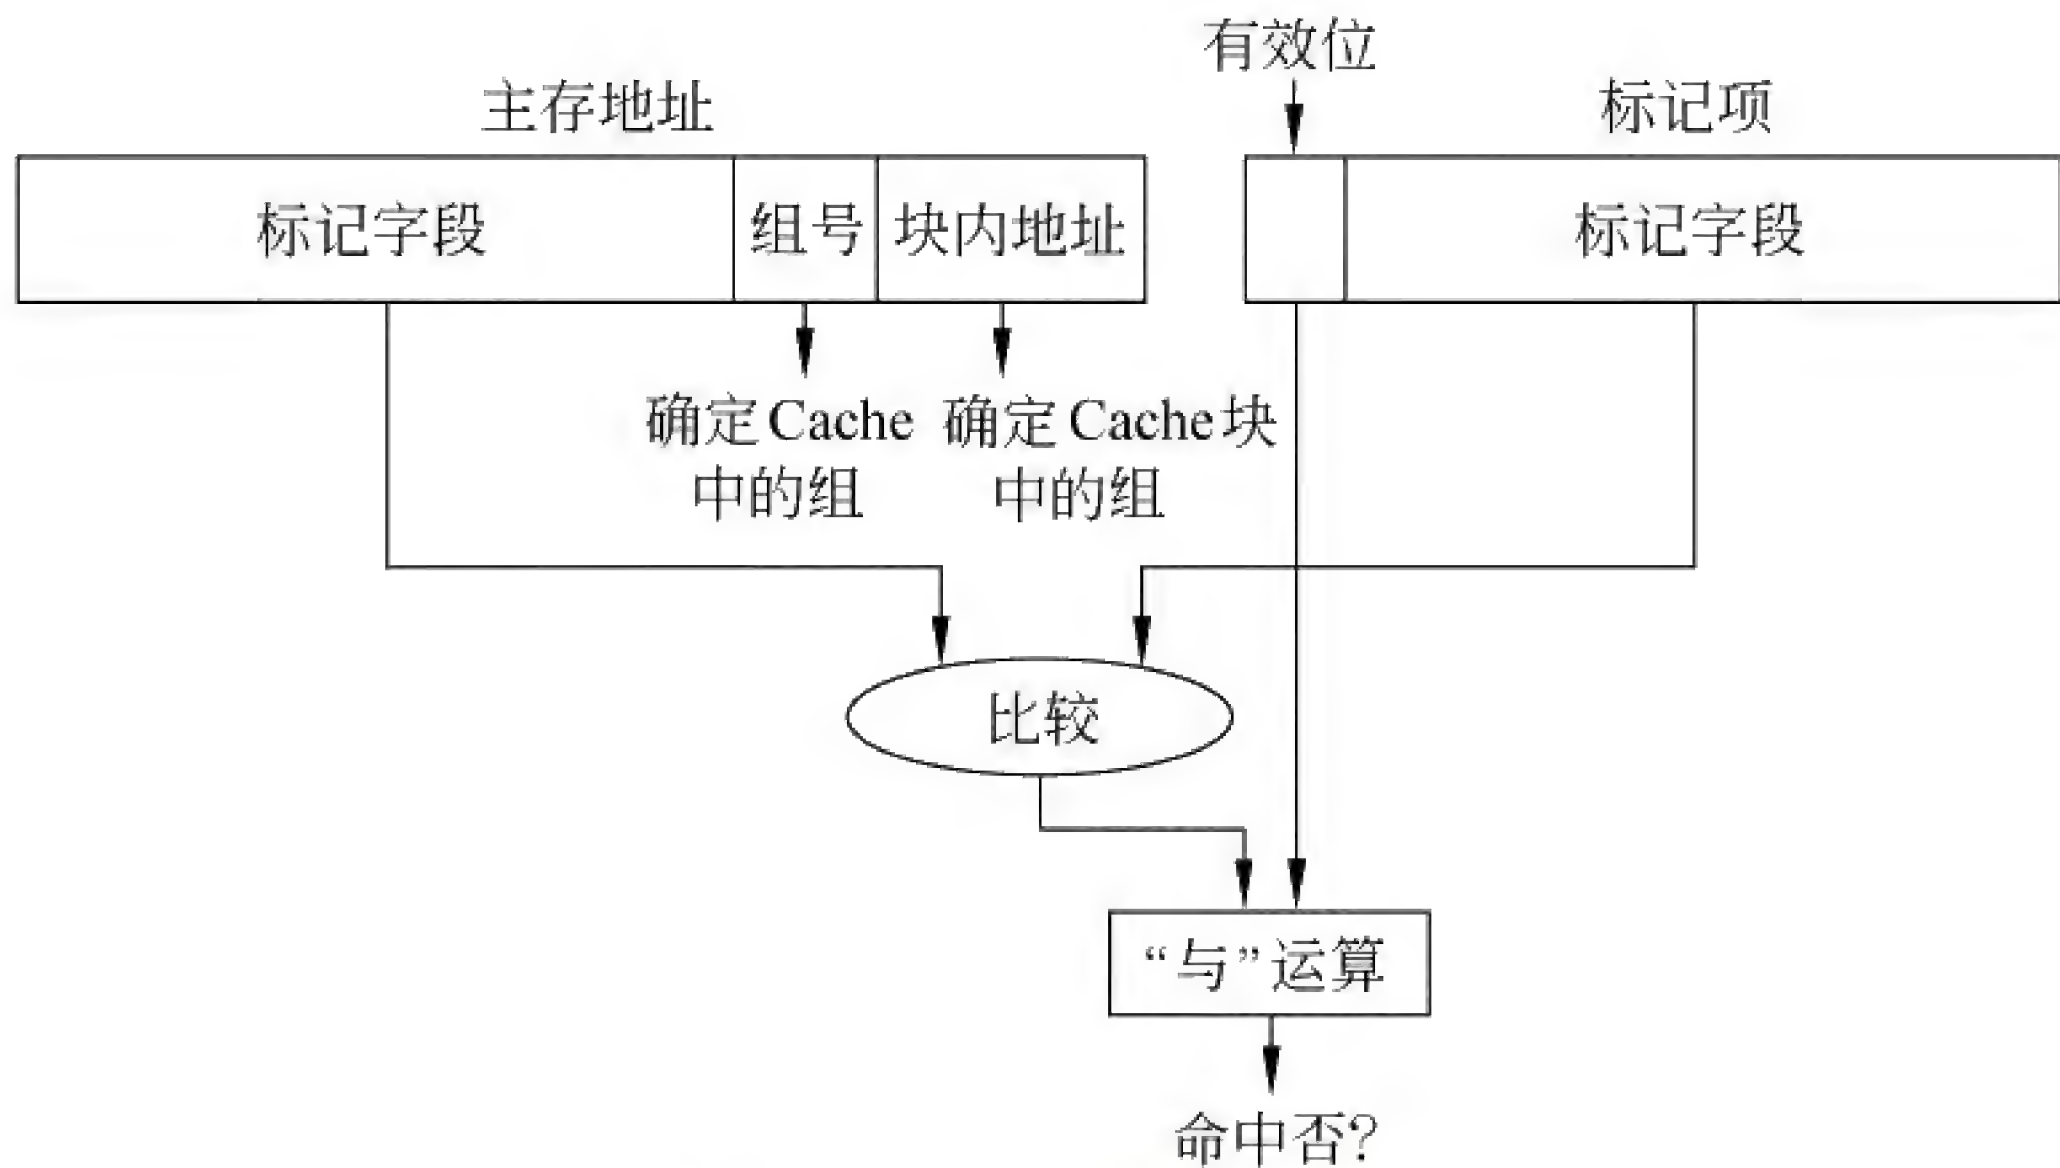 有效位
主存地址
标记项
标记字段
组号
块内地址
标记字段
确定Cache
中的组
确定Cache块
中的组
比较
“与”运算
命中否?